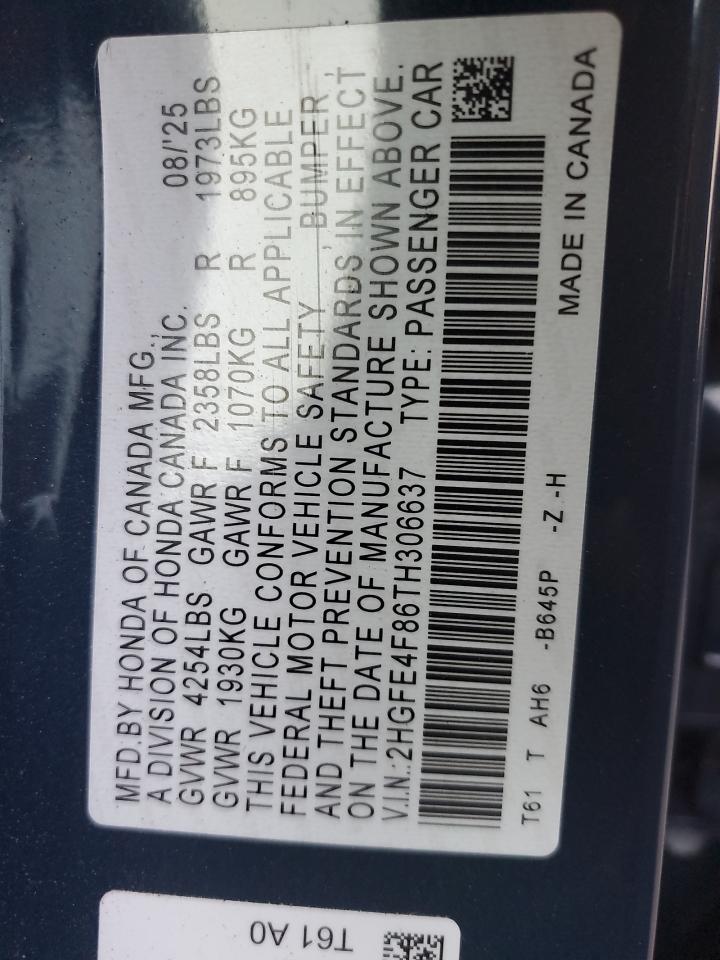 MFD.BY HONDA OF CANADA MFG.,
A DIVISION OF HONDA CANADA INC. 08/'25
GVWR 4254LBS GAWR F 2358LBS R 1973LBS
GVWR 1930KG GAWR F 1070KG R 895KG
THIS VEHICLE CONFORMS TO ALL APPLICABLE
FEDERAL MOTOR VEHICLE SAFETY, BUMPER,
AND THEFT PREVENTION STANDARDS IN EFFECT
ON THE DATE OF MANUFACTURE SHOWN ABOVE.
V.I.N.:2HGFE4F86TH306637 TYPE: PASSENGER CAR
T61 T AH6 -B645P -Z -H MADE IN CANADA
T61 A0